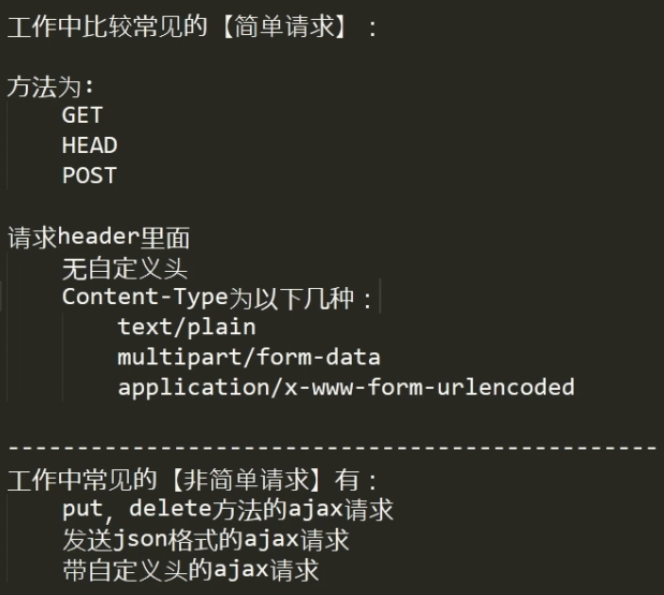 工作中比较常见的【简单请求】:
方法为:
GET
HEAD
POST
请求header里面
无自定义头
Content-Type为以下几种:
text/plain
multipart/form-data
application/x-www-form-urlencoded
-----------------------------------------------
工作中常见的【非简单请求】有:
put, delete方法的ajax请求
发送json格式的ajax请求
带自定义头的ajax请求